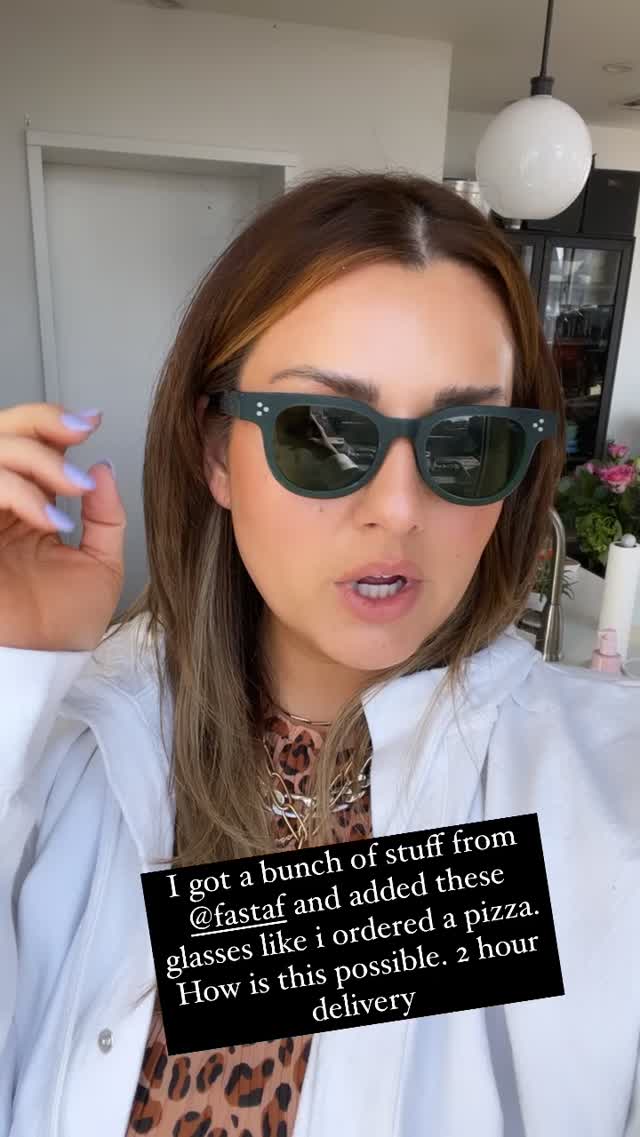 I got a bunch of stuff from
@fastaf and added these
glasses like i ordered a pizza.
How is this possible. 2 hour
delivery